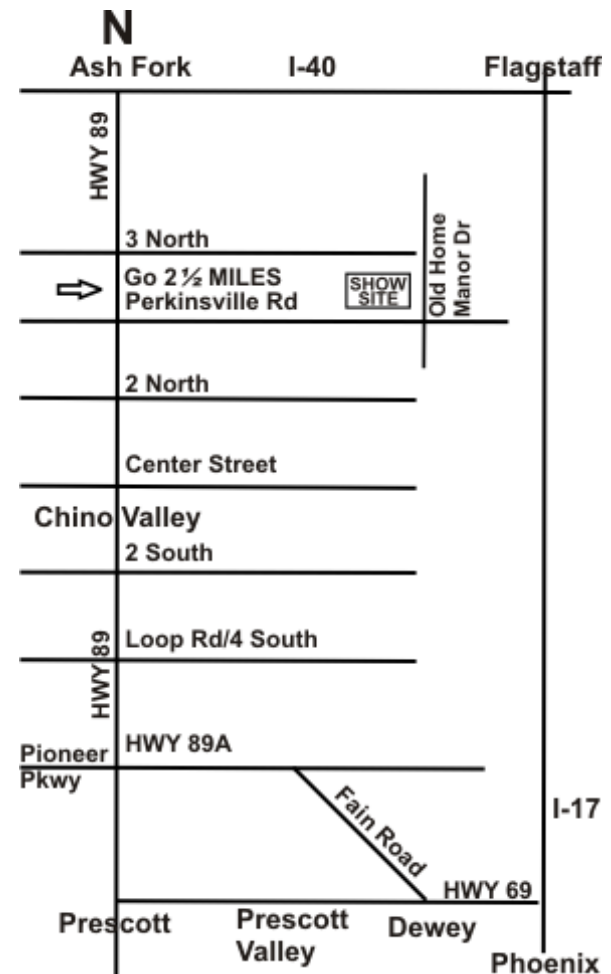 N
Ash Fork
I-40
Flagstaff
HWY 89
3 North
Go 2 ½ MILES
Perkinsville Rd
SHOW
SITE
Old Home
Manor Dr
2 North
Center Street
Chino Valley
2 South
HWY 89
Loop Rd/4 South
Pioneer
Pkwy
HWY 89A
Fain Road
I-17
HWY 69
Prescott
Prescott
Valley
Dewey
Phoenix